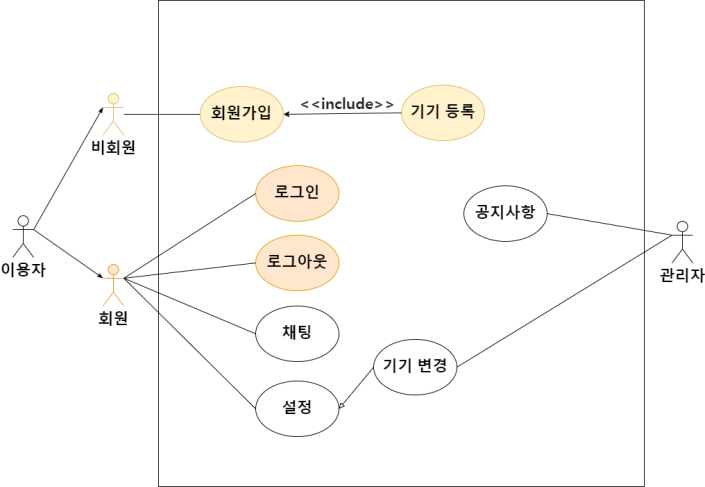 <<include>>
회원가입
기기 등록
비회원
로그인
공지사항
이용자
로그아웃
관리자
회원
채팅
기기 변경
설정